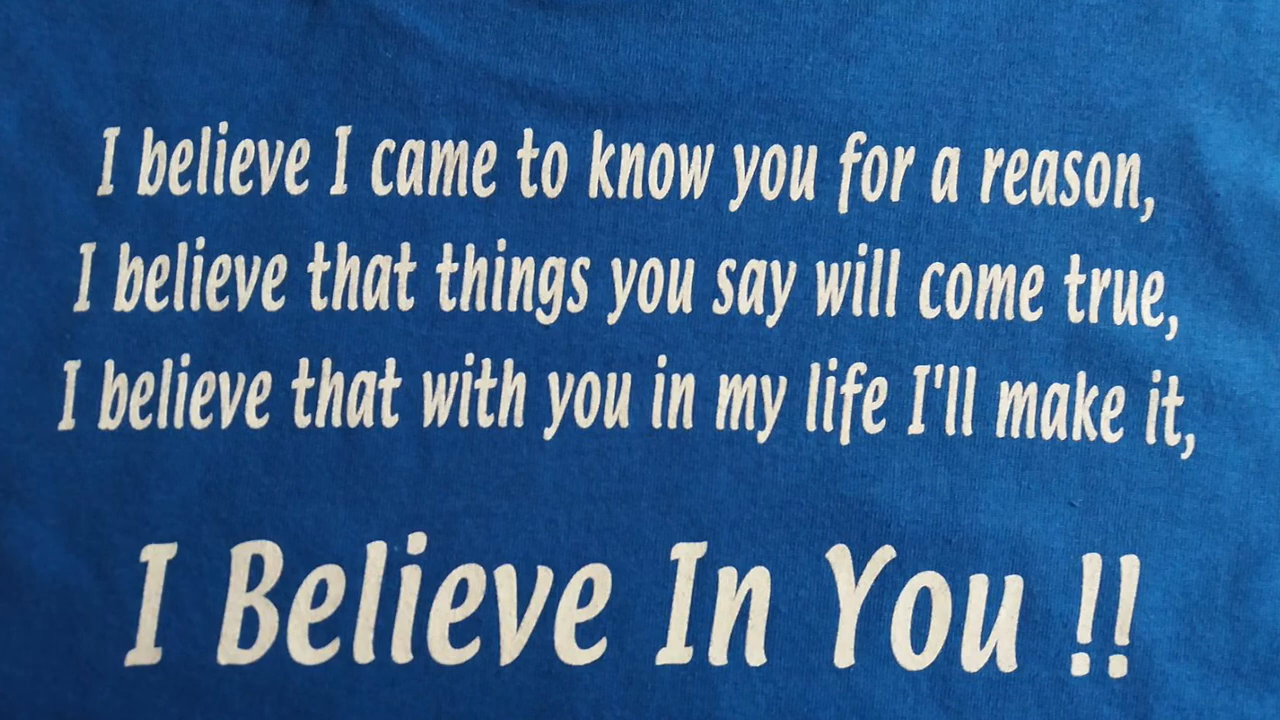 I believe I came to know you for a reason,
I believe that things you say will come true,
I believe that with you in my life I'll make it,
I Believe In You !!